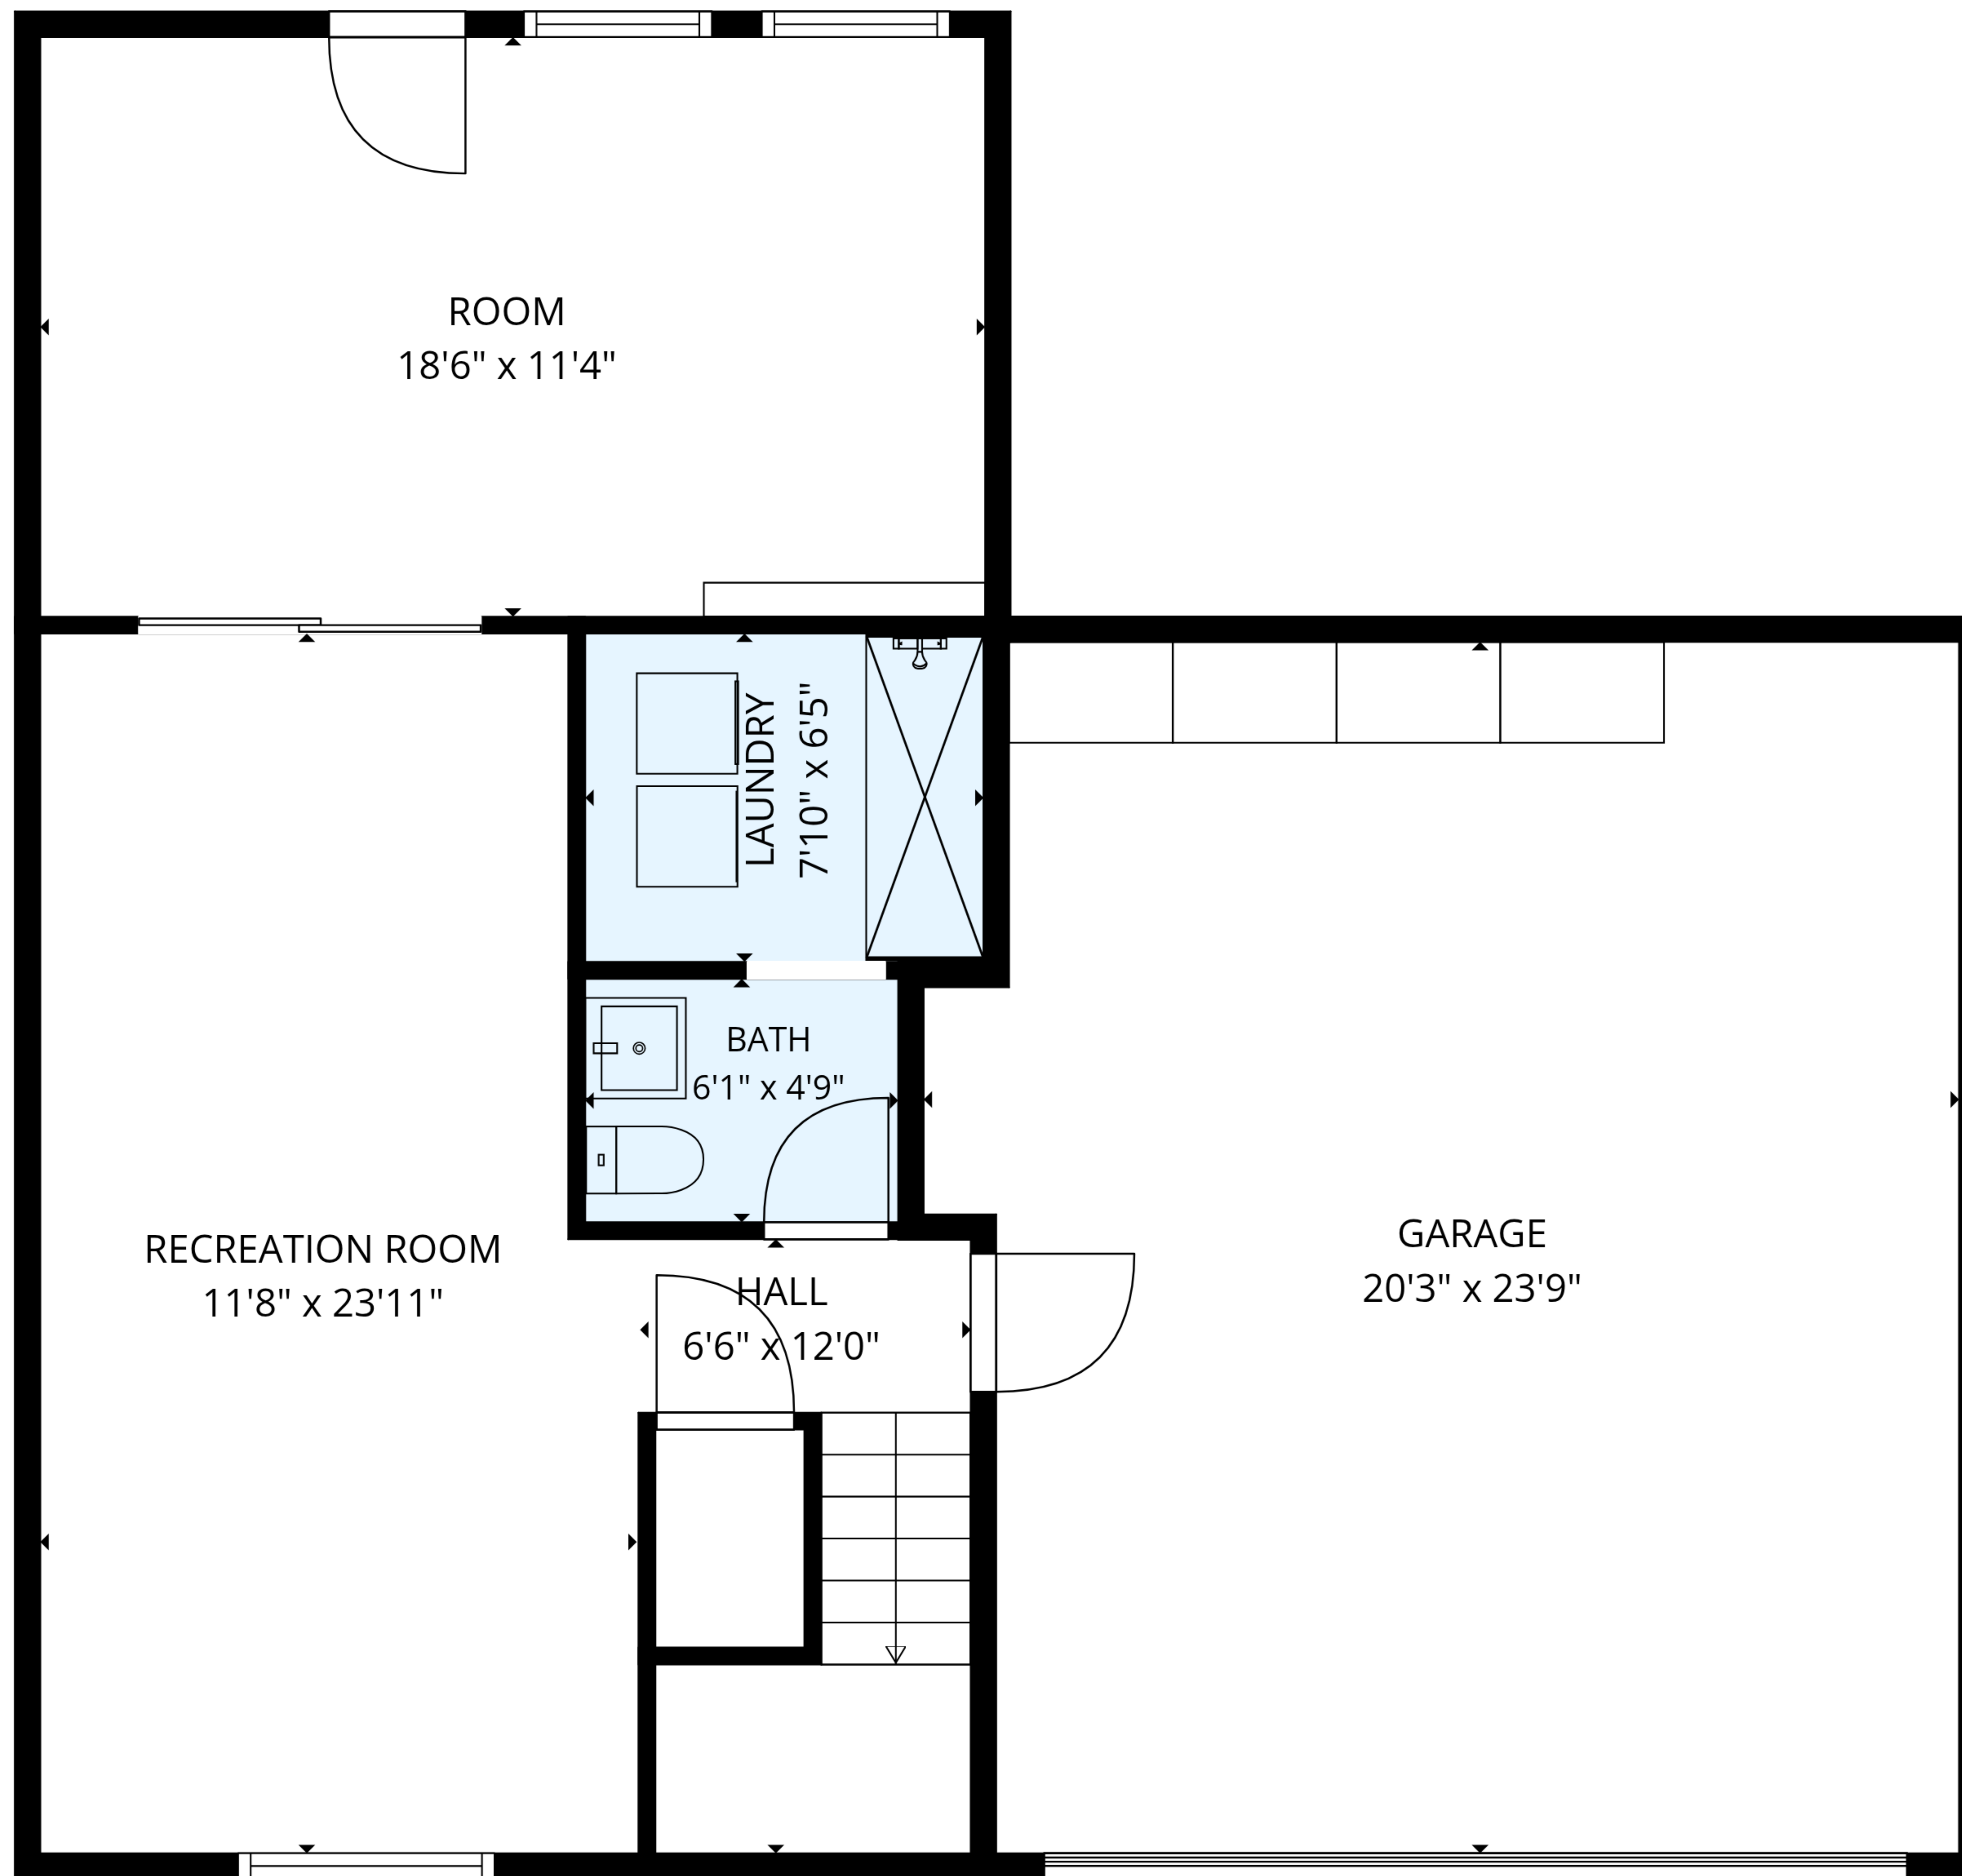 ROOM
18'6" x 11'4"
LAUNDRY
7'10" x 6'5"
BATH
6'1" x 4'9"
RECREATION ROOM
11'8" x 23'11"
HALL
6'6" x 12'0"
GARAGE
20'3" x 23'9"